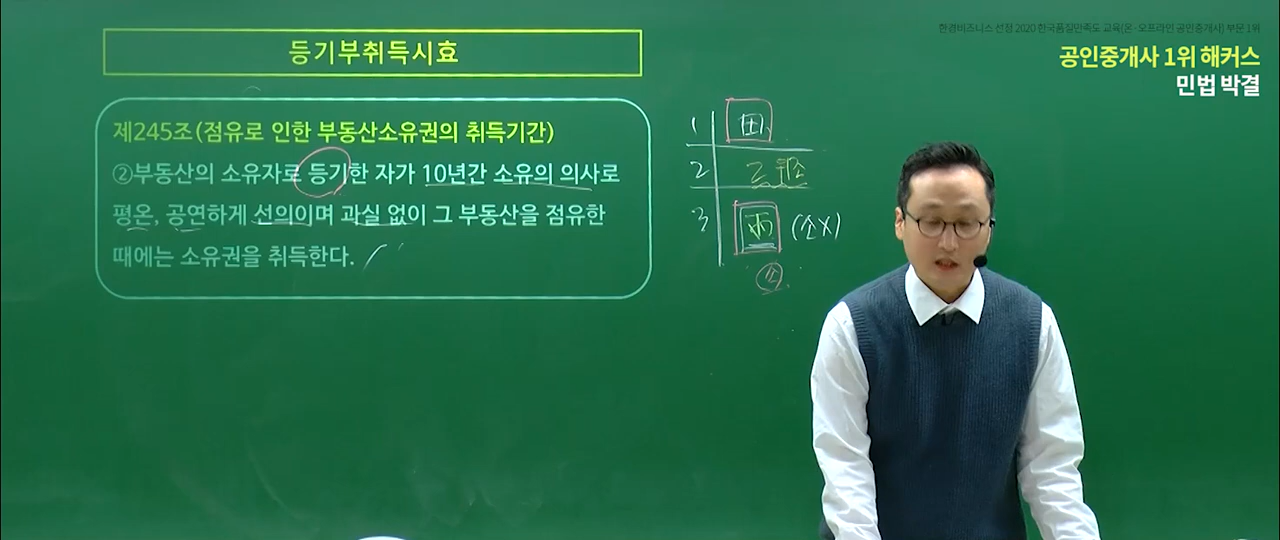 한경비즈니스 선정 2020 한국품질만족도 교육(온·오프라인 공인중개사) 부문 1위
공인중개사 1위 해커스
민법 박결
등기부취득시효
제245조(점유로 인한 부동산소유권의 취득기간)
②부동산의 소유자로 등기한 자가 10년간 소유의 의사로
평온, 공연하게 선의이며 과실 없이 그 부동산을 점유한
때에는 소유권을 취득한다.
1 田
2
3 (소X)
소